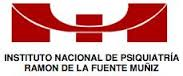 INSTITUTO NACIONAL DE PSIQUIATRÍA
RAMON DE LA FUENTE MUÑIZ